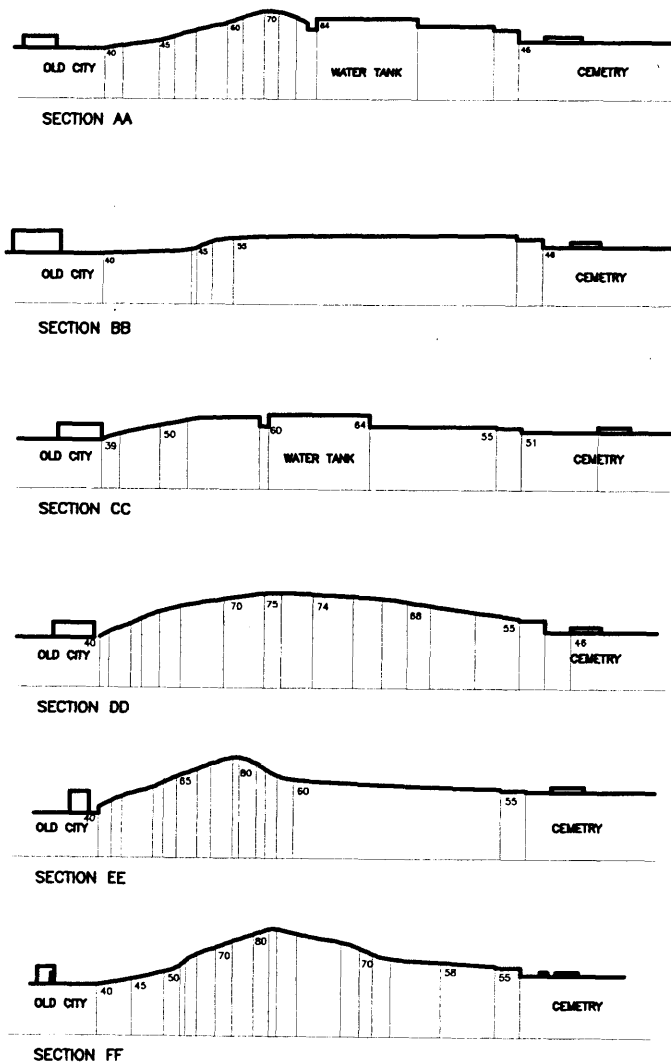 40 45 60 70 64 46
OLD CITY WATER TANK CEMETRY
SECTION AA
40 45 55 48
OLD CITY CEMETRY
SECTION BB
39 50 60 64 55 51
OLD CITY WATER TANK CEMETRY
SECTION CC
40 70 75 74 68 55 46
OLD CITY CEMETRY
SECTION DD
40 65 80 60 55
OLD CITY CEMETRY
SECTION EE
40 45 50 70 80 70 58 55
OLD CITY CEMETRY
SECTION FF